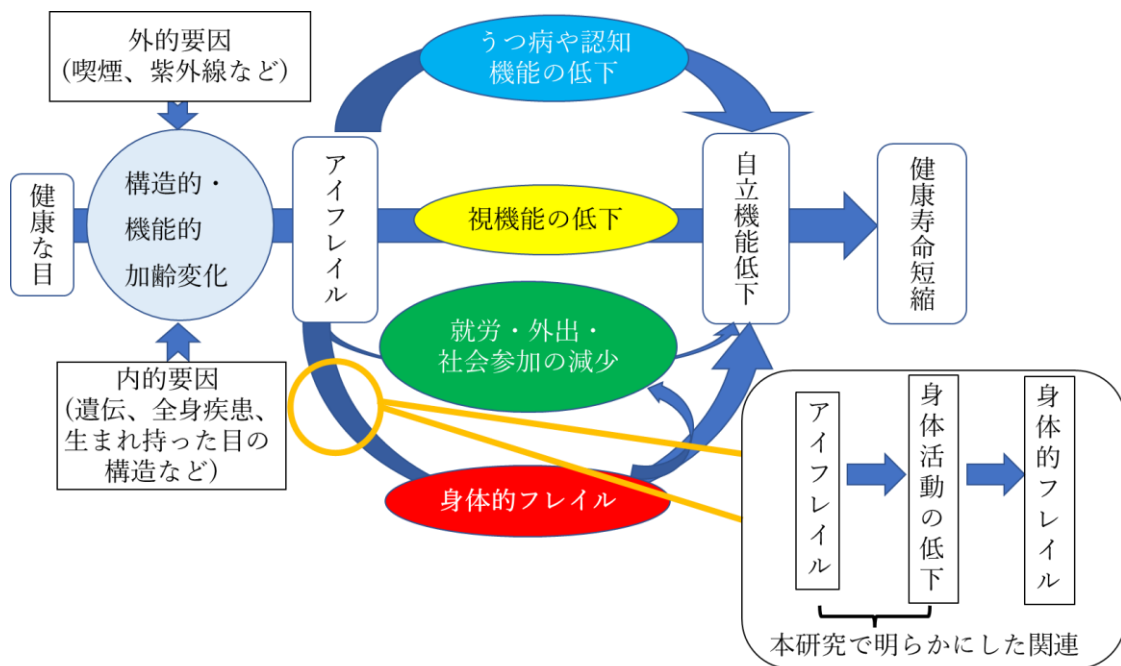 外的要因
(喫煙、紫外線など)
健康な目
構造的・
機能的
加齢変化
内的要因
(遺伝、全身疾患、
生まれ持った目の
構造など)
アイフレイル
うつ病や認知
機能の低下
視機能の低下
就労・外出・
社会参加の減少
身体的フレイル
自立機能低下
健康寿命短縮
アイフレイル
身体活動の低下
身体的フレイル
本研究で明らかにした関連